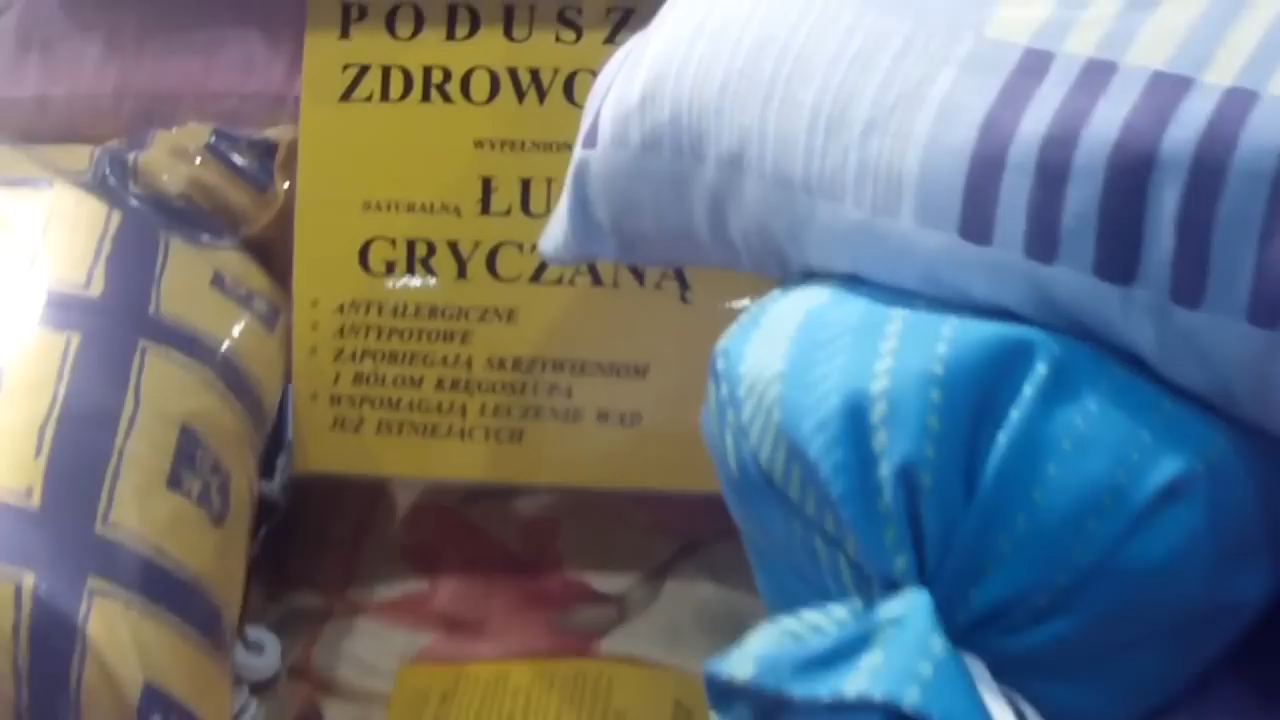 PODUSZ
ZDROWO
WYPEŁNION
NATURALNĄ ŁU
GRYCZANĄ
* ANTYALERGICZNE
* ANTYPOTOWE
* ZAPOBIEGAJĄ SKRZYWIENIOM
I BÓLOM KRĘGOSŁUPA
* WSPOMAGAJĄ LECZENIE WAD
JUŻ ISTNIEJĄCYCH